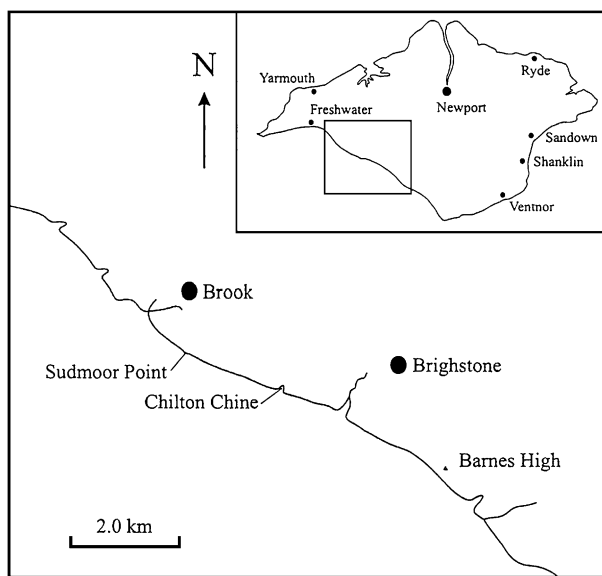 N
Yarmouth
Ryde
Newport
Freshwater
Sandown
Shanklin
Ventnor
Brook
Sudmoor Point
Brighstone
Chilton Chine
Barnes High
2.0 km